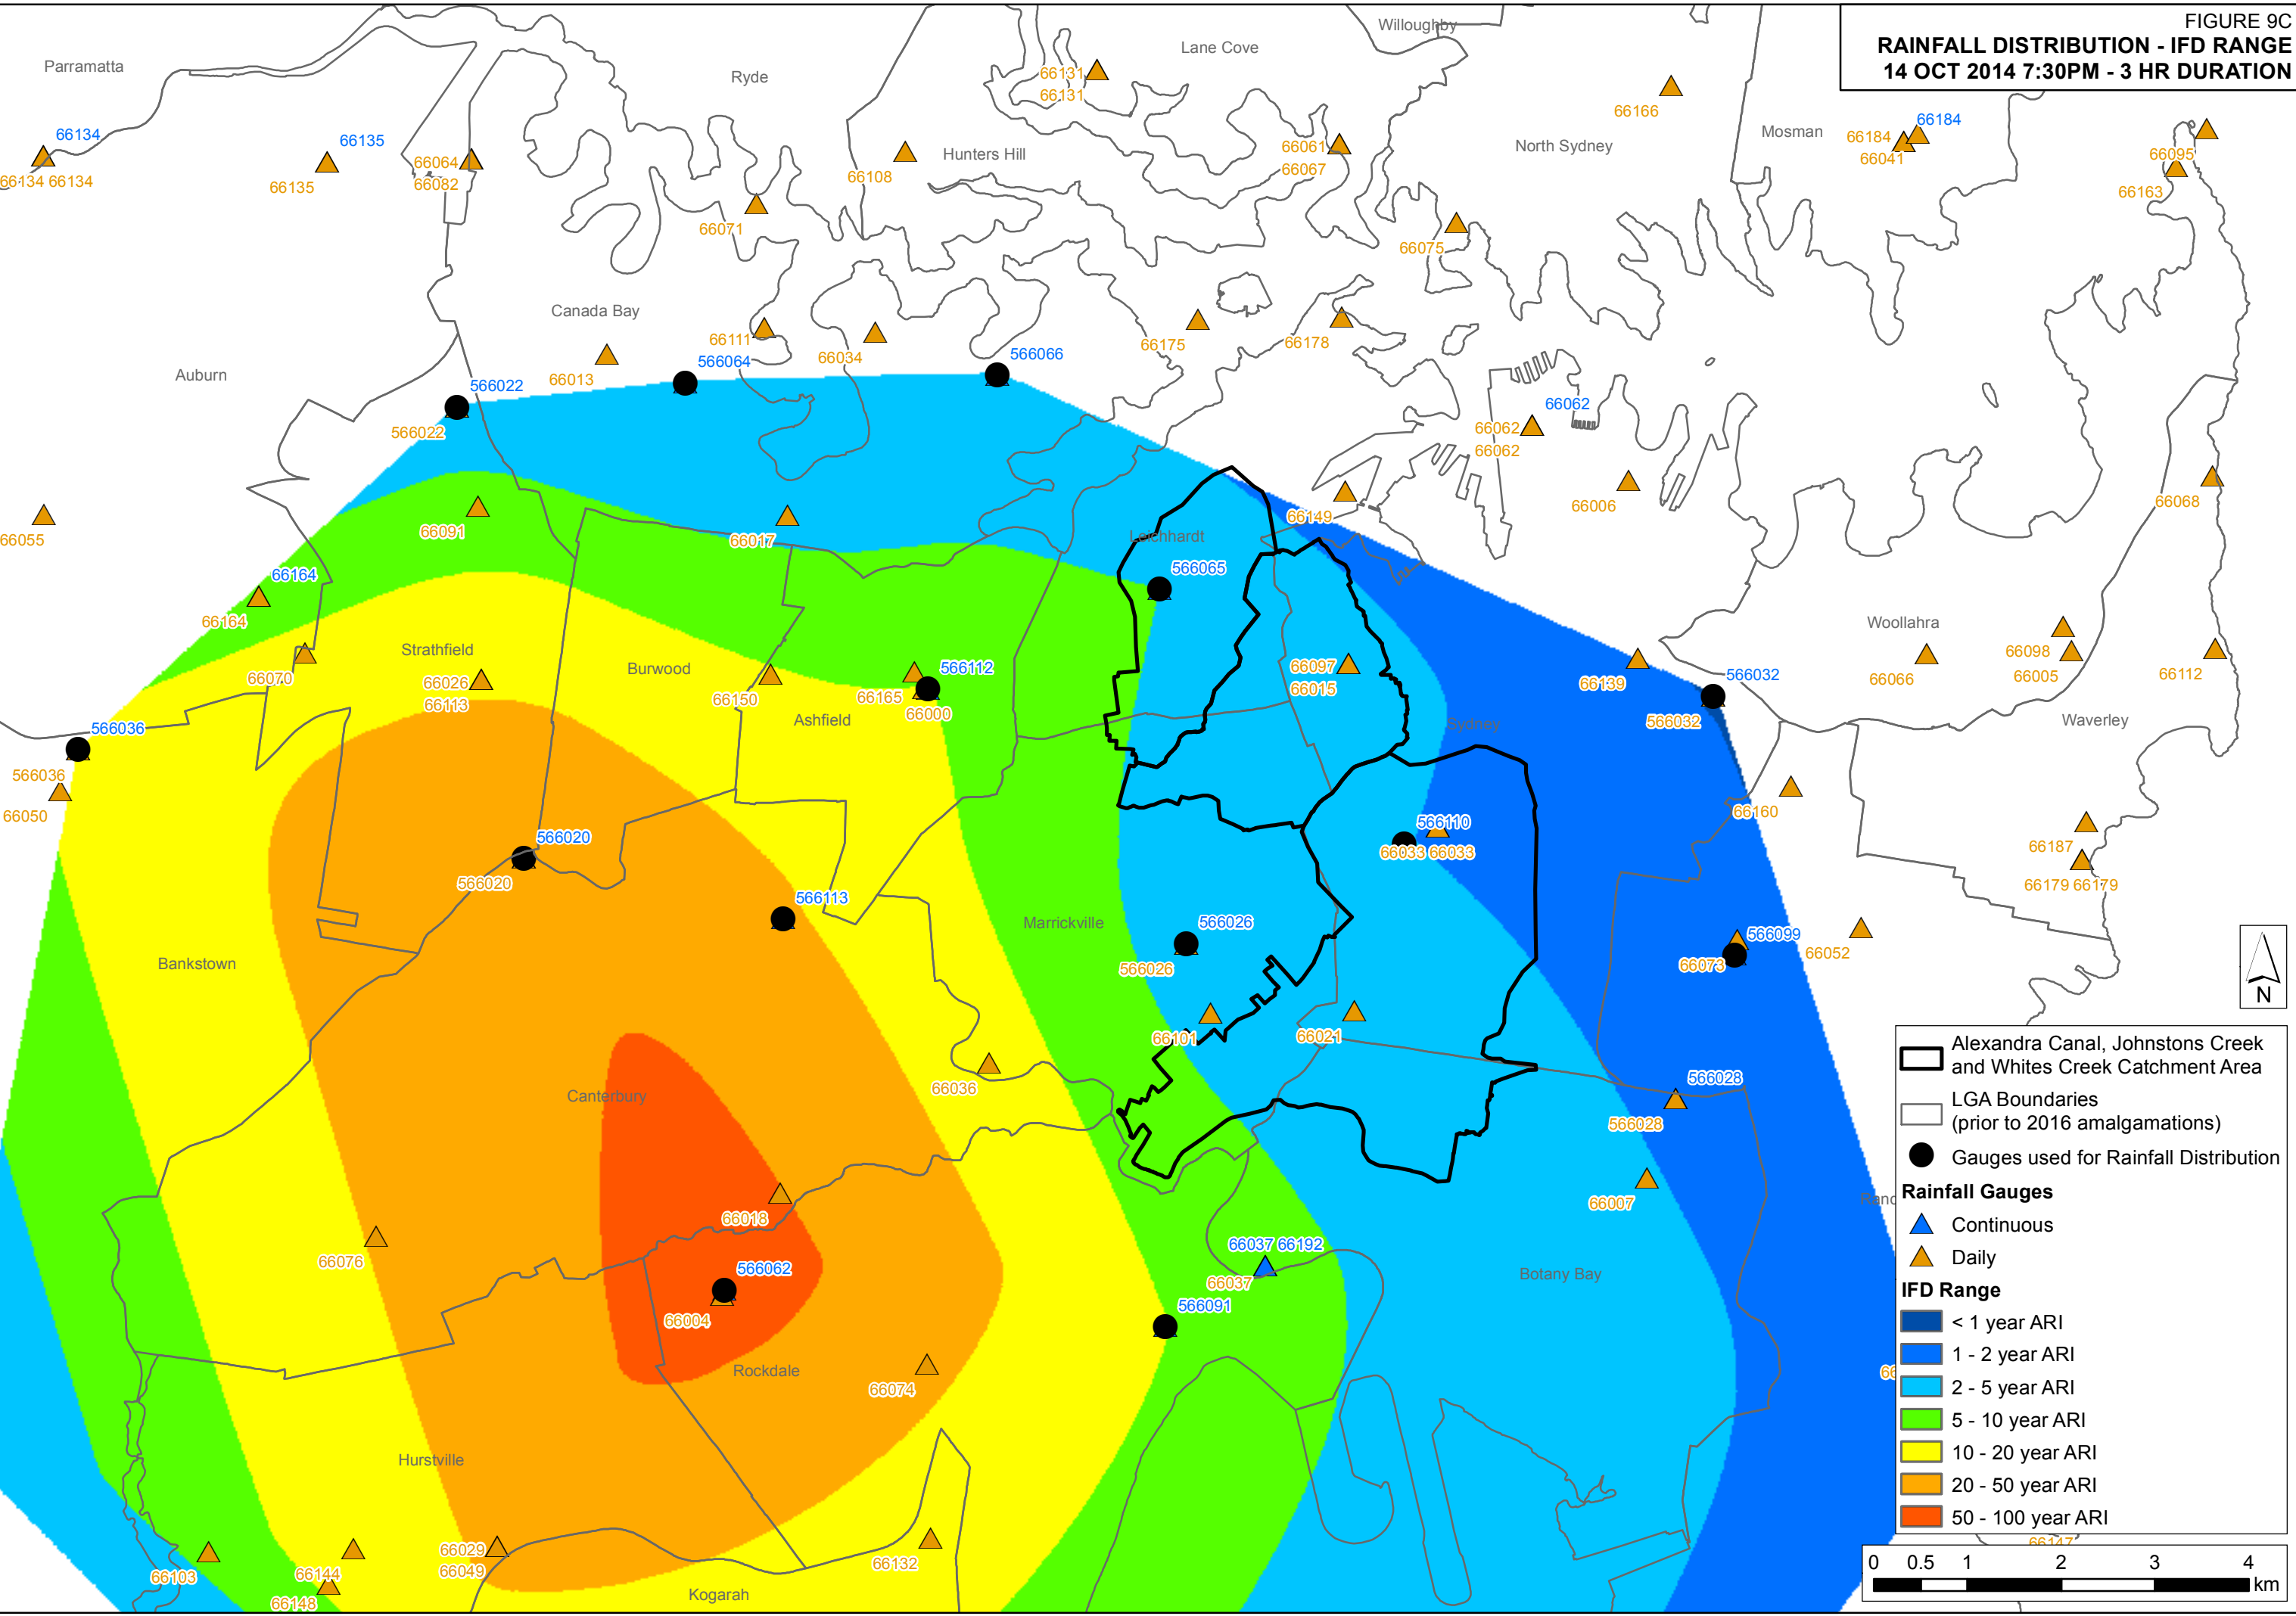 FIGURE 9C
RAINFALL DISTRIBUTION - IFD RANGE
14 OCT 2014 7:30PM - 3 HR DURATION
Willoughby
Lane Cove
Parramatta
Ryde
66131
66131
66166
Mosman
66184
66184
66041
66134
66134 66134
66135
66135
66064
66082
66108
Hunters Hill
66061
66067
North Sydney
66095
66163
66071
66075
Canada Bay
66111
66034
66175
66178
66013
566064
566066
Auburn
566022
566022
66062
66062
66062
66006
66068
66055
66091
66017
66149
Leichhardt
566065
66164
66164
Strathfield
66070
66026
66113
Burwood
66150
566112
66165
66000
Ashfield
66097
66015
66139
566032
566032
Woollahra
66066
66098
66005
66112
Waverley
Sydney
566036
566036
66050
66160
566110
66033 66033
66187
66179 66179
566020
566020
566113
Marrickville
566026
566026
566099
66073
66052
Bankstown
66101
66021
66036
Canterbury
566028
566028
66018
66007
66076
566062
66004
66037 66192
66037
Botany Bay
566091
Rockdale
66074
Hurstville
66029
66049
66132
66103
66144
66148
Kogarah
66147
N
Alexandra Canal, Johnstons Creek
and Whites Creek Catchment Area
LGA Boundaries
(prior to 2016 amalgamations)
Gauges used for Rainfall Distribution
Rainfall Gauges
Continuous
Daily
IFD Range
< 1 year ARI
1 - 2 year ARI
2 - 5 year ARI
5 - 10 year ARI
10 - 20 year ARI
20 - 50 year ARI
50 - 100 year ARI
0 0.5 1 2 3 4
km